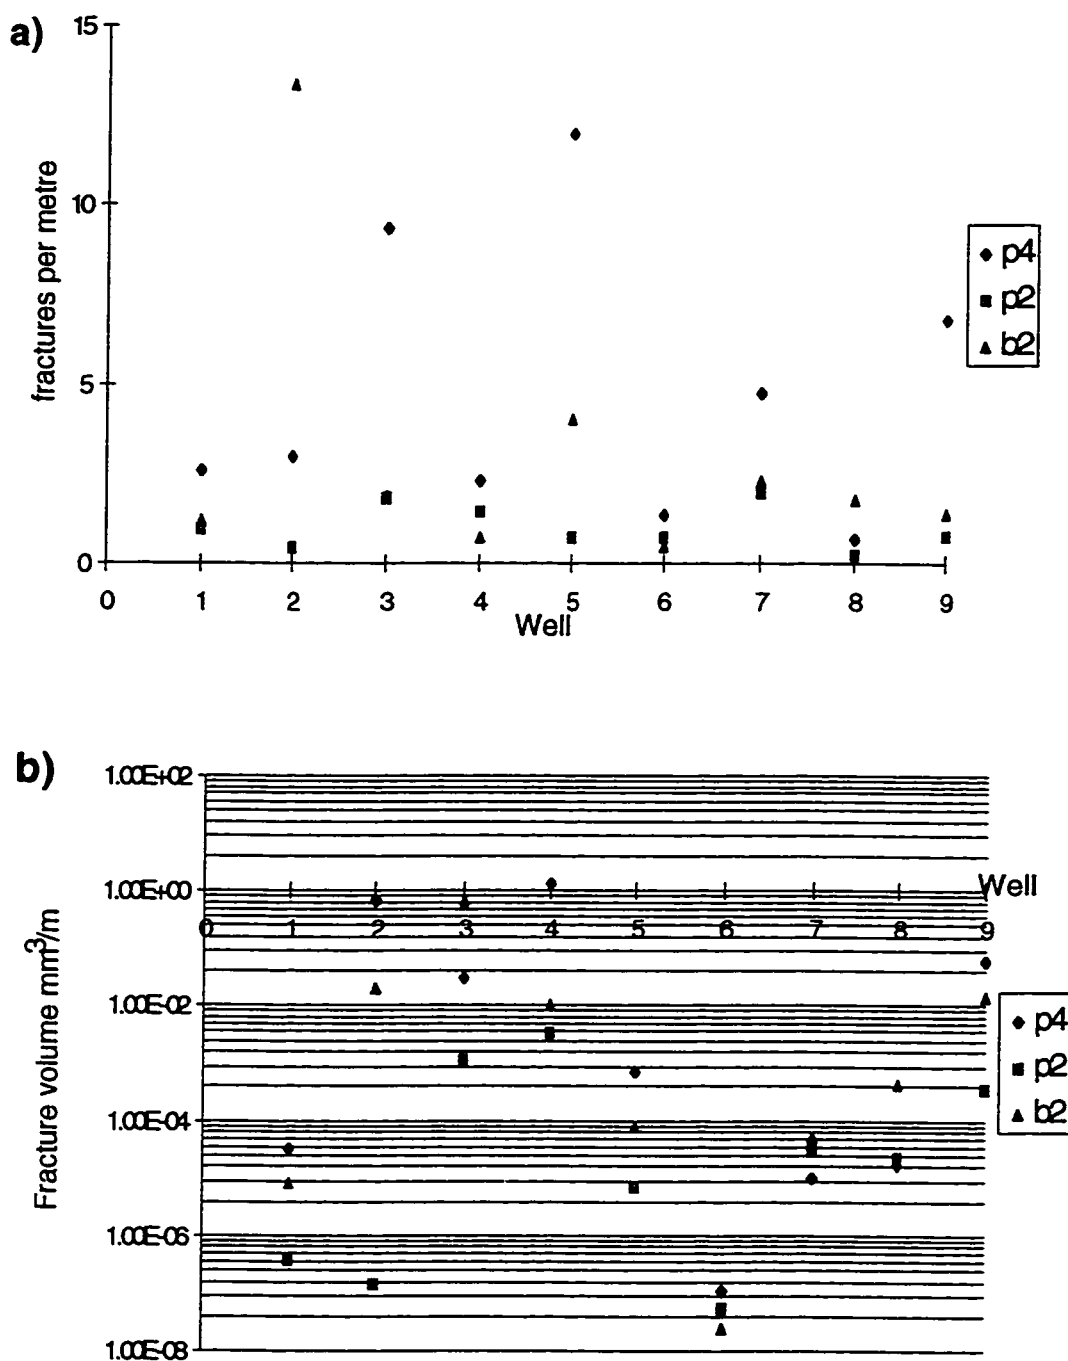 a)
15
10
5
0
fractures per metre
0 1 2 3 4 5 6 7 8 9
Well
p4
p2
b2
b)
1.00E+02
1.00E+00
1.00E-02
1.00E-04
1.00E-06
1.00E-08
Fracture volume mm³/m
Well
0 1 2 3 4 5 6 7 8 9
p4
p2
b2